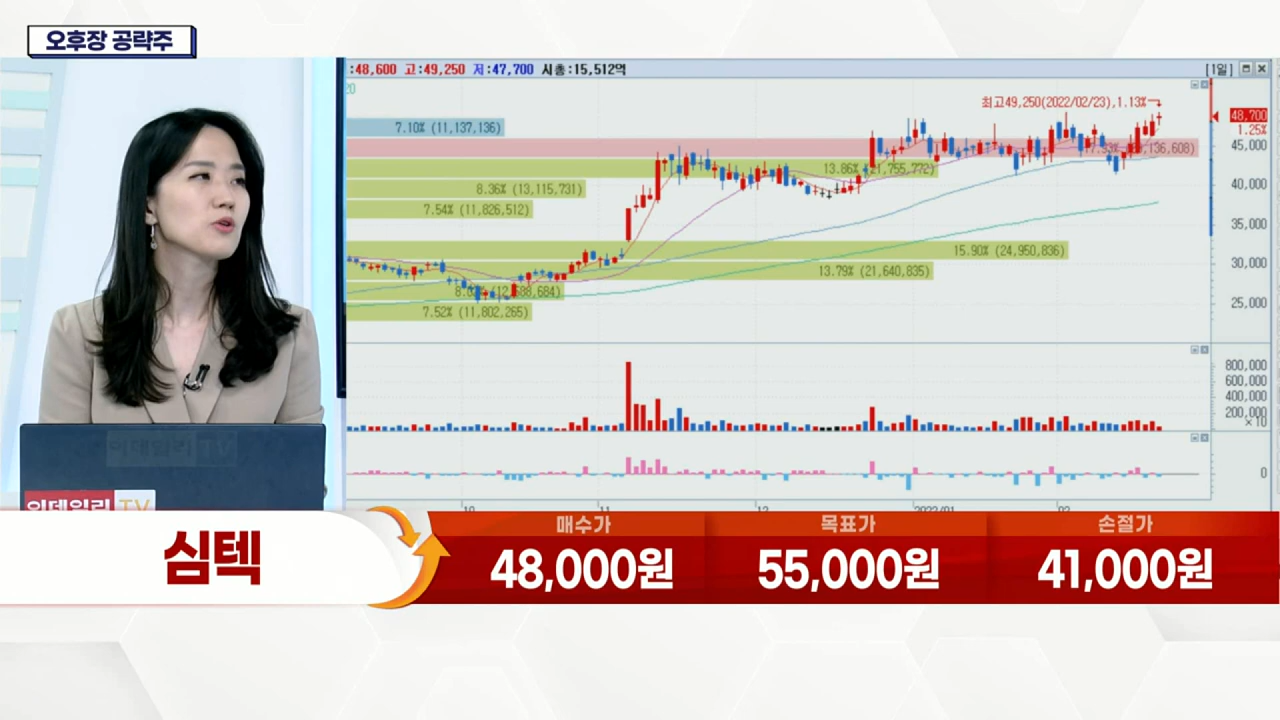 오후장 공략주
:48,600 고:49,250 저:47,700 시총:15,512억
[1일]
20
최고49,250(2022/02/23),1.13%
48,700
1.25%
7.10% (11,137,136)
45,000
13.86% (21,755,772)
40,000
8.36% (13,115,731)
7.54% (11,826,512)
35,000
15.90% (24,950,836)
30,000
13.79% (21,640,835)
25,000
7.52% (11,802,265)
800,000
600,000
400,000
200,000
×10
0
이데일리 TV
이데일리 TV
10
11
12
2022/01
02
심텍
매수가
48,000원
목표가
55,000원
손절가
41,000원